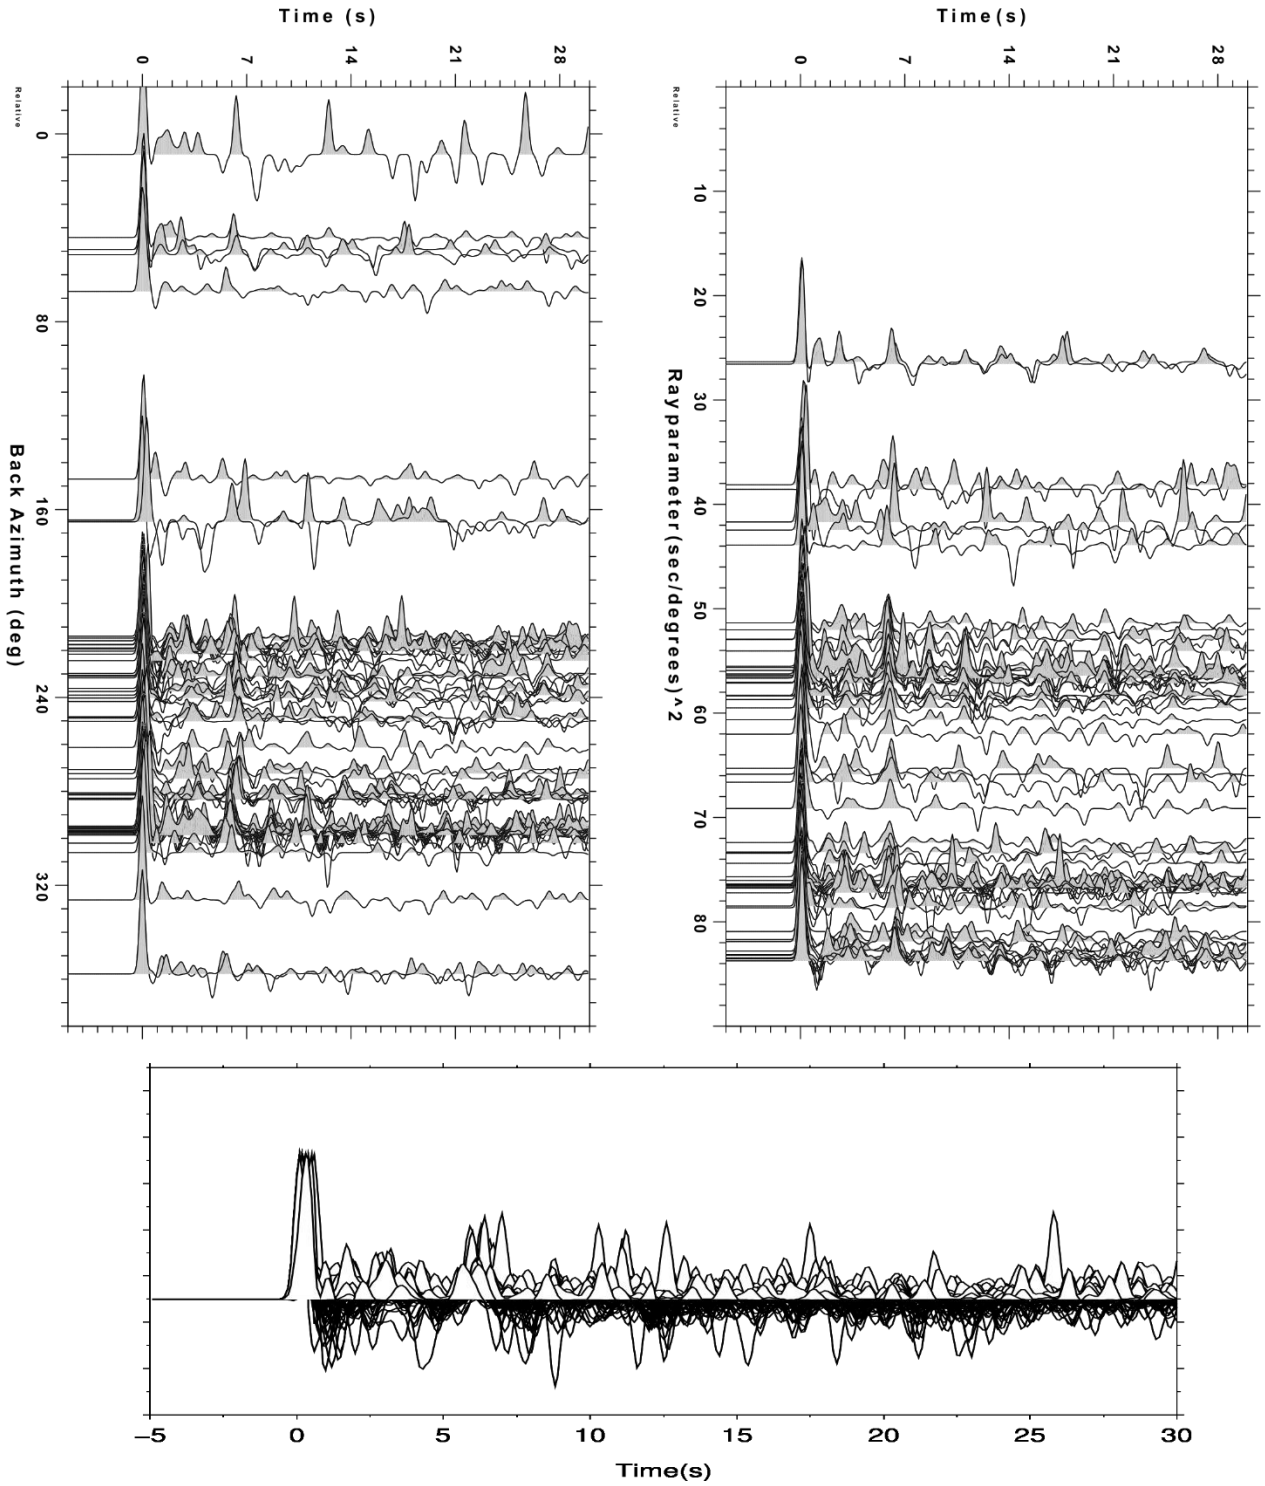 Time (s)
0 7 14 21 28
Relative
0
80
160
240
320
Back Azimuth (deg)
Time(s)
0 7 14 21 28
Relative
10
20
30
40
50
60
70
80
Rayparameter(sec/degrees)^2
−5 0 5 10 15 20 25 30
Time(s)